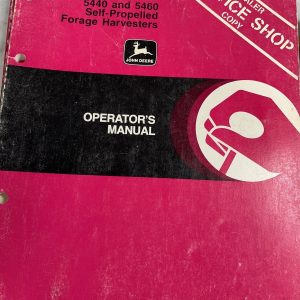 5440 and 5460
Self-Propelled
Forage Harvesters
JOHN DEERE
OPERATOR'S
MANUAL
SHOP
COPY